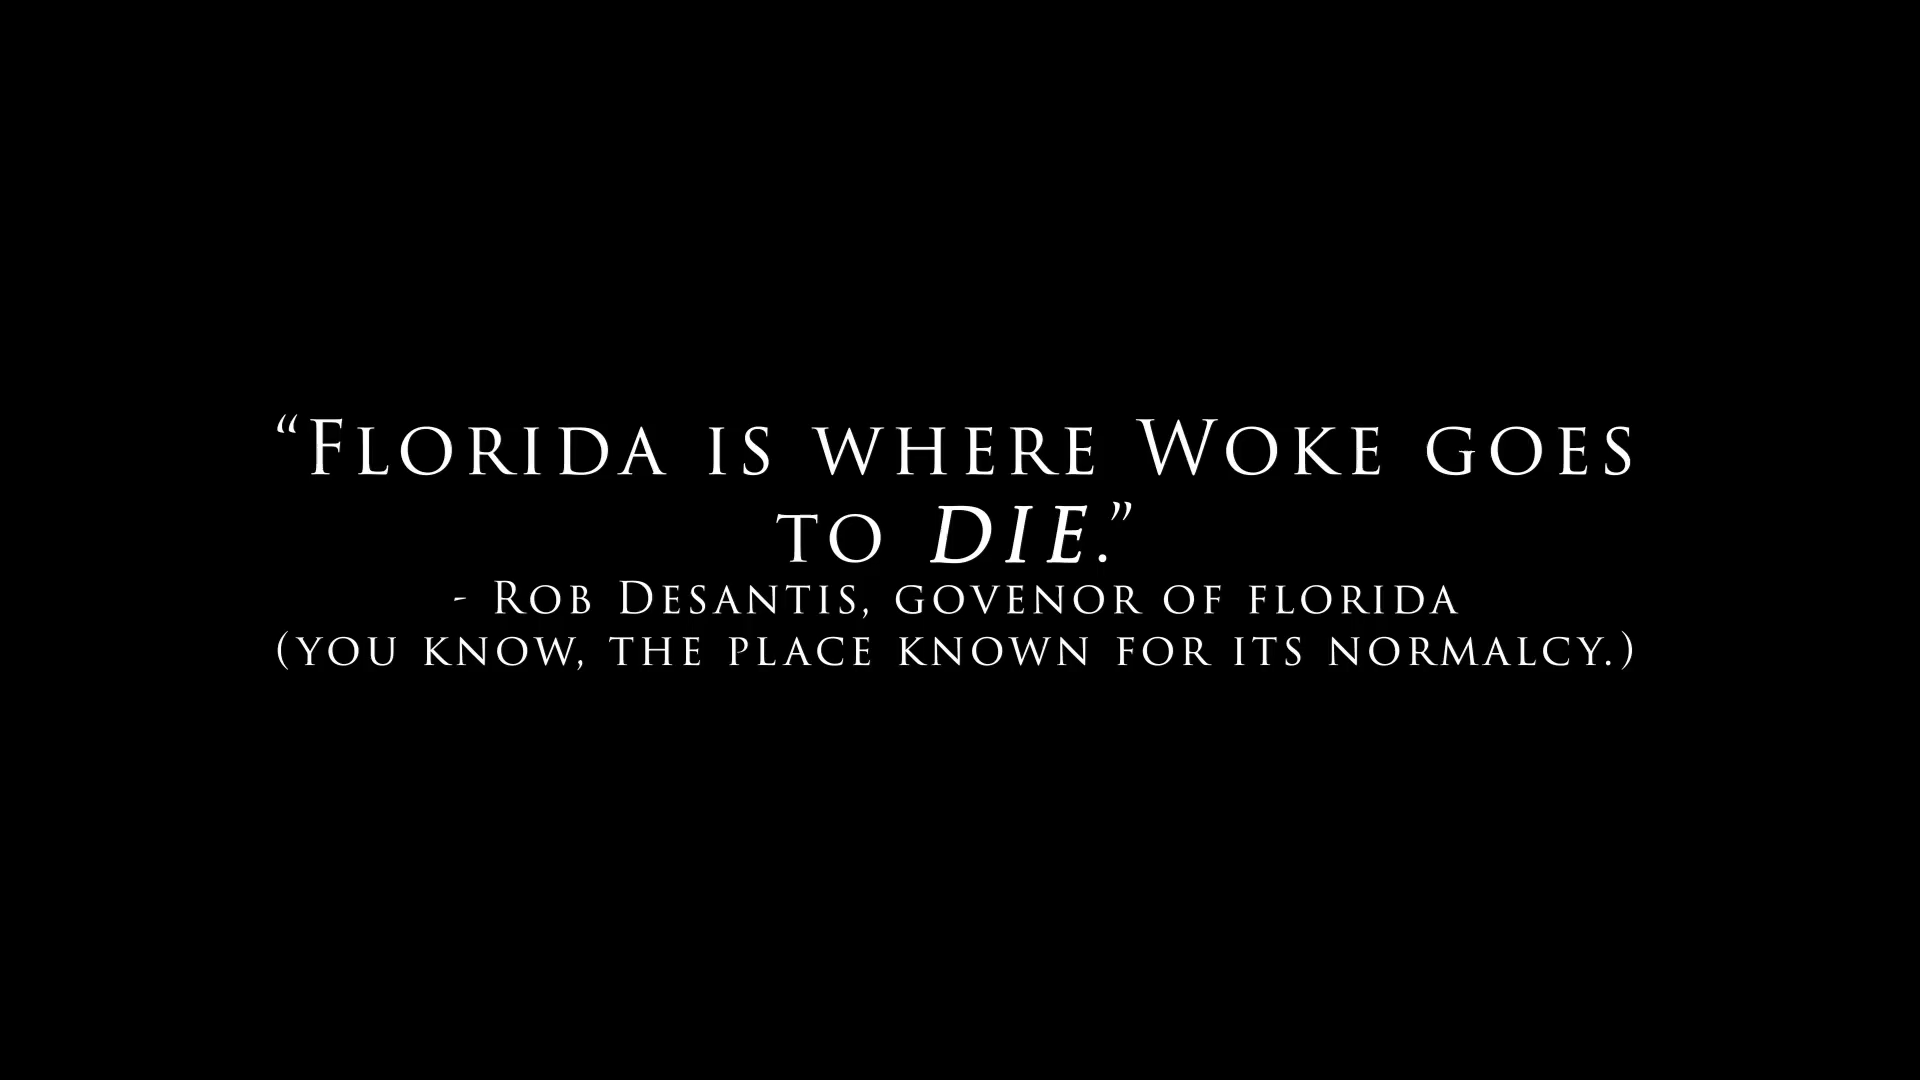 “Florida is where Woke goes
to DIE.”
- Rob Desantis, govenor of florida
(you know, the place known for its normalcy.)